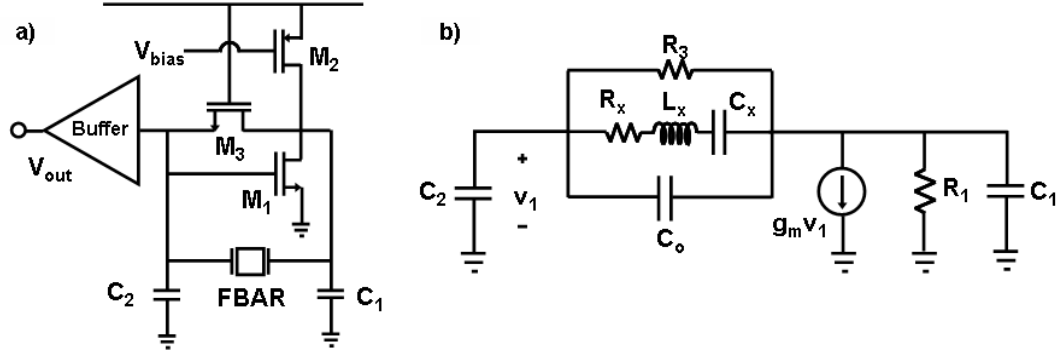 a)
V_bias
M_2
Buffer
M_3
V_out
M_1
C_2
FBAR
C_1
b)
R_3
R_x
L_x
C_x
C_2
+
v_1
-
C_o
g_mv_1
R_1
C_1